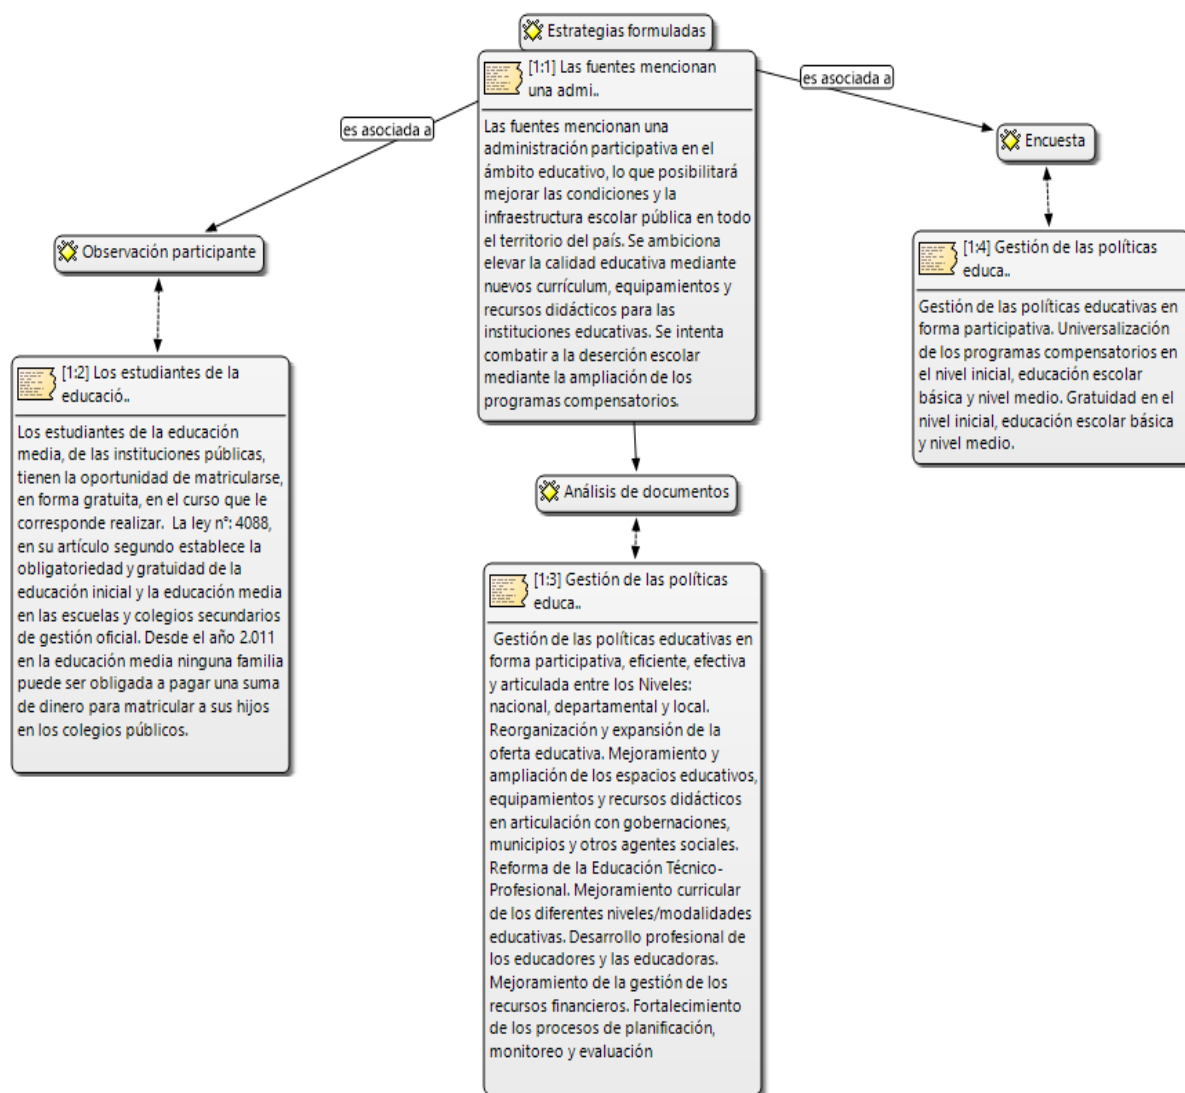 Estrategias formuladas
[1:1] Las fuentes mencionan
una admi..
Las fuentes mencionan una
administración participativa en el
ámbito educativo, lo que posibilitará
mejorar las condiciones y la
infraestructura escolar pública en todo
el territorio del país. Se ambiciona
elevar la calidad educativa mediante
nuevos currículum, equipamientos y
recursos didácticos para las
instituciones educativas. Se intenta
combatir a la deserción escolar
mediante la ampliación de los
programas compensatorios.
es asociada a
es asociada a
Observación participante
[1:2] Los estudiantes de la
educació..
Los estudiantes de la educación
media, de las instituciones públicas,
tienen la oportunidad de matricularse,
en forma gratuita, en el curso que le
corresponde realizar.  La ley n°: 4088,
en su artículo segundo establece la
obligatoriedad y gratuidad de la
educación inicial y la educación media
en las escuelas y colegios secundarios
de gestión oficial. Desde el año 2.011
en la educación media ninguna familia
puede ser obligada a pagar una suma
de dinero para matricular a sus hijos
en los colegios públicos.
Encuesta
[1:4] Gestión de las políticas
educa..
Gestión de las políticas educativas en
forma participativa. Universalización
de los programas compensatorios en
el nivel inicial, educación escolar
básica y nivel medio. Gratuidad en el
nivel inicial, educación escolar básica
y nivel medio.
Análisis de documentos
[1:3] Gestión de las políticas
educa..
Gestión de las políticas educativas en
forma participativa, eficiente, efectiva
y articulada entre los Niveles:
nacional, departamental y local.
Reorganización y expansión de la
oferta educativa. Mejoramiento y
ampliación de los espacios educativos,
equipamientos y recursos didácticos
en articulación con gobernaciones,
municipios y otros agentes sociales.
Reforma de la Educación Técnico-
Profesional. Mejoramiento curricular
de los diferentes niveles/modalidades
educativas. Desarrollo profesional de
los educadores y las educadoras.
Mejoramiento de la gestión de los
recursos financieros. Fortalecimiento
de los procesos de planificación,
monitoreo y evaluación